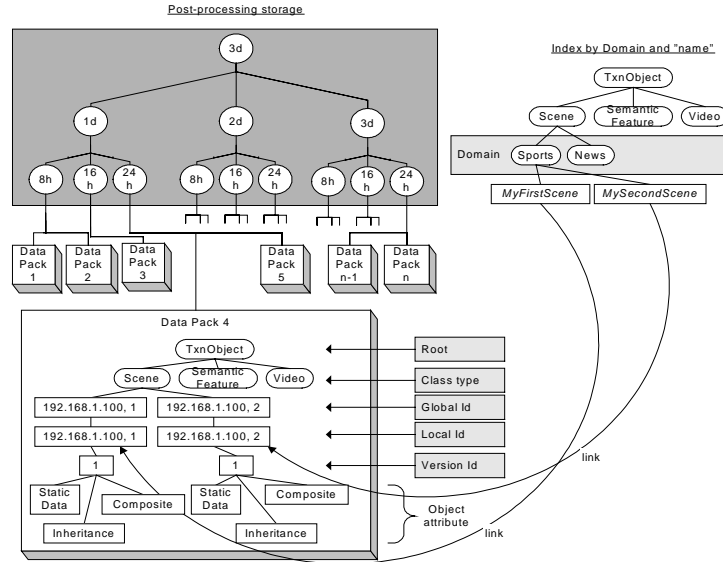 Post-processing storage
3d
1d
2d
3d
8h
16
h
24
h
8h
16
h
24
h
8h
16
h
24
h
Data
Pack
1
Data
Pack
2
Data
Pack
3
Data
Pack
5
Data
Pack
n-1
Data
Pack
n
Index by Domain and "name"
TxnObject
Scene
Semantic
Feature
Video
Domain
Sports
News
MyFirstScene
MySecondScene
Data Pack 4
TxnObject
Scene
Semantic
Feature
Video
192.168.1.100, 1
192.168.1.100, 2
192.168.1.100, 1
192.168.1.100, 2
1
1
Static
Data
Composite
Static
Data
Composite
Inheritance
Inheritance
Root
Class type
Global Id
Local Id
Version Id
Object
attribute
link
link